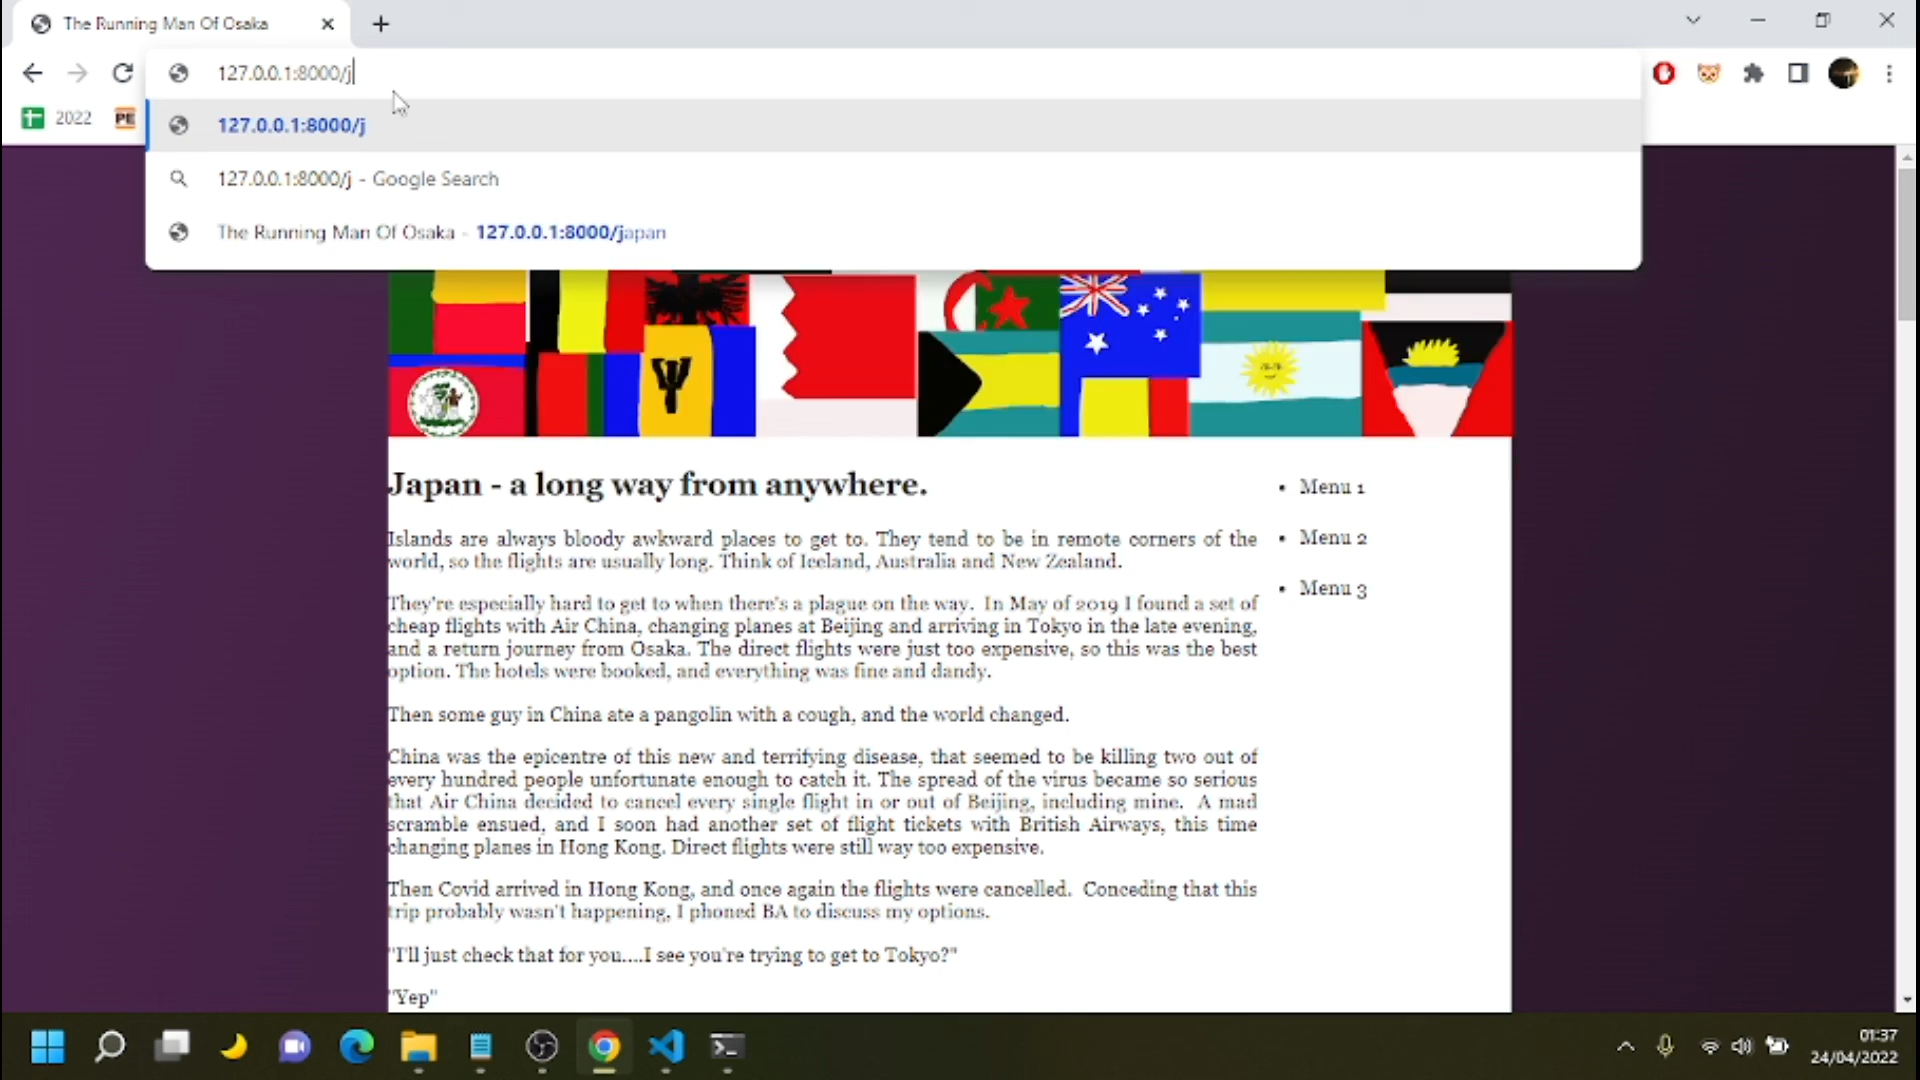 The Running Man Of Osaka
127.0.0.1:8000/j
2022
PE
127.0.0.1:8000/j
127.0.0.1:8000/j - Google Search
The Running Man Of Osaka - 127.0.0.1:8000/japan
Japan - a long way from anywhere.
Islands are always bloody awkward places to get to. They tend to be in remote corners of the
world, so the flights are usually long. Think of Iceland, Australia and New Zealand.
They're especially hard to get to when there's a plague on the way. In May of 2019 I found a set of
cheap flights with Air China, changing planes at Beijing and arriving in Tokyo in the late evening,
and a return journey from Osaka. The direct flights were just too expensive, so this was the best
option. The hotels were booked, and everything was fine and dandy.
Then some guy in China ate a pangolin with a cough, and the world changed.
China was the epicentre of this new and terrifying disease, that seemed to be killing two out of
every hundred people unfortunate enough to catch it. The spread of the virus became so serious
that Air China decided to cancel every single flight in or out of Beijing, including mine. A mad
scramble ensued, and I soon had another set of flight tickets with British Airways, this time
changing planes in Hong Kong. Direct flights were still way too expensive.
Then Covid arrived in Hong Kong, and once again the flights were cancelled. Conceding that this
trip probably wasn't happening, I phoned BA to discuss my options.
"I'll just check that for you....I see you're trying to get to Tokyo?"
"Yep"
Menu 1
Menu 2
Menu 3
01:37
24/04/2022